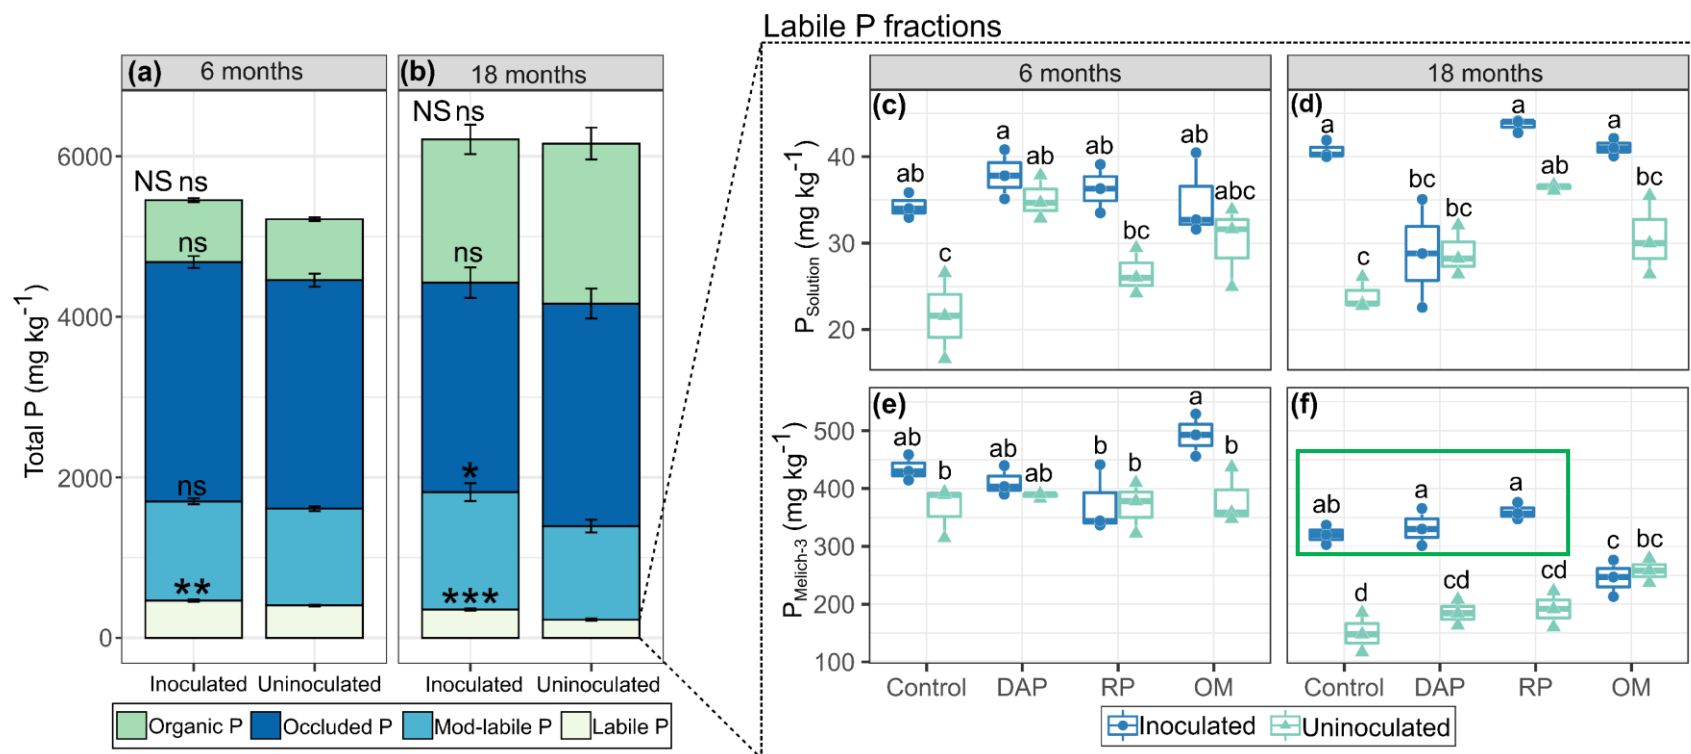 Labile P fractions
(a) 6 months
(b) 18 months
Total P (mg kg⁻¹)
6000
4000
2000
0
NS ns
ns
ns
**
NS ns
ns
*
***
Inoculated Uninoculated
Inoculated Uninoculated
Organic P Occluded P Mod-labile P Labile P
6 months
18 months
P Solution (mg kg⁻¹)
40
30
20
(c)
ab c a ab ab bc ab abc
(d)
a c bc bc a ab a bc
P Melich-3 (mg kg⁻¹)
500
400
300
200
100
(e)
ab b ab ab b b a b
(f)
ab d a cd a cd c bc
Control DAP RP OM
Control DAP RP OM
Inoculated Uninoculated